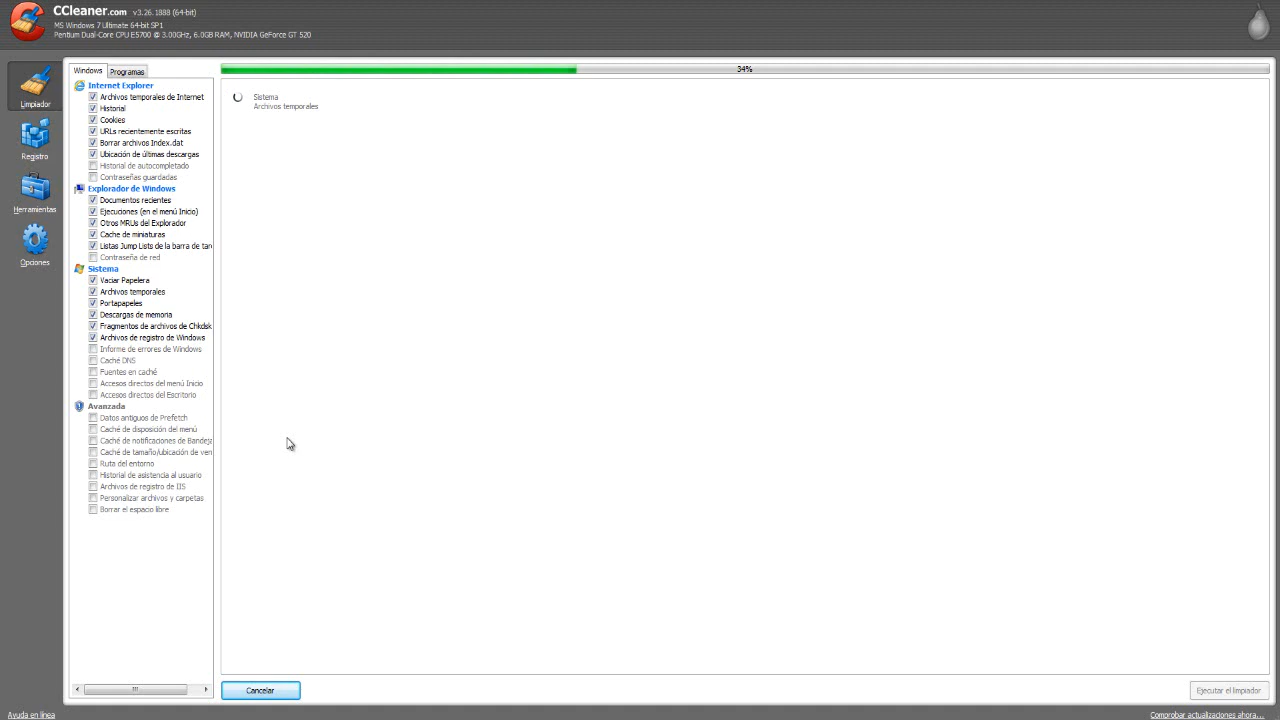 CCleaner.com v3.26.1888 (64-bit)
MS Windows 7 Ultimate 64-bit SP1
Pentium Dual-Core CPU E5700 @ 3.00GHz, 6.0GB RAM, NVIDIA GeForce GT 520
Limpiador
Registro
Herramientas
Opciones
Windows
Programas
34%
Internet Explorer
Archivos temporales de Internet
Historial
Cookies
URLs recientemente escritas
Borrar archivos Index.dat
Ubicación de últimas descargas
Historial de autocompletado
Contraseñas guardadas
Explorador de Windows
Documentos recientes
Ejecuciones (en el menú Inicio)
Otros MRUs del Explorador
Cache de miniaturas
Listas Jump Lists de la barra de tar
Contraseña de red
Sistema
Vaciar Papelera
Archivos temporales
Portapapeles
Descargas de memoria
Fragmentos de archivos de Chkdsk
Archivos de registro de Windows
Informe de errores de Windows
Caché DNS
Fuentes en caché
Accesos directos del menú Inicio
Accesos directos del Escritorio
Avanzada
Datos antiguos de Prefetch
Caché de disposición del menú
Caché de notificaciones de Bandeja
Caché de tamaño/ubicación de ven
Ruta del entorno
Historial de asistencia al usuario
Archivos de registro de IIS
Personalizar archivos y carpetas
Borrar el espacio libre
Sistema
Archivos temporales
Cancelar
Ejecutar el limpiador
Ayuda en línea
Comprobar actualizaciones ahora...